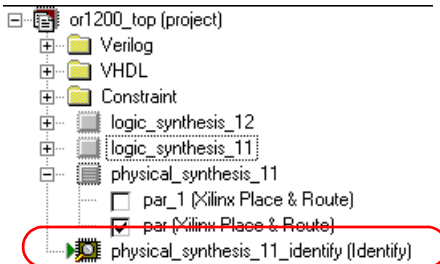 or1200_top (project)
Verilog
VHDL
Constraint
logic_synthesis_12
logic_synthesis_11
physical_synthesis_11
par_1 (Xilinx Place & Route)
par (Xilinx Place & Route)
physical_synthesis_11_identify (Identify)